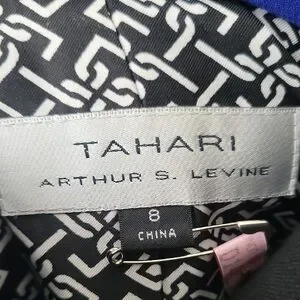 TAHARI
ARTHUR S. LEVINE
8
CHINA